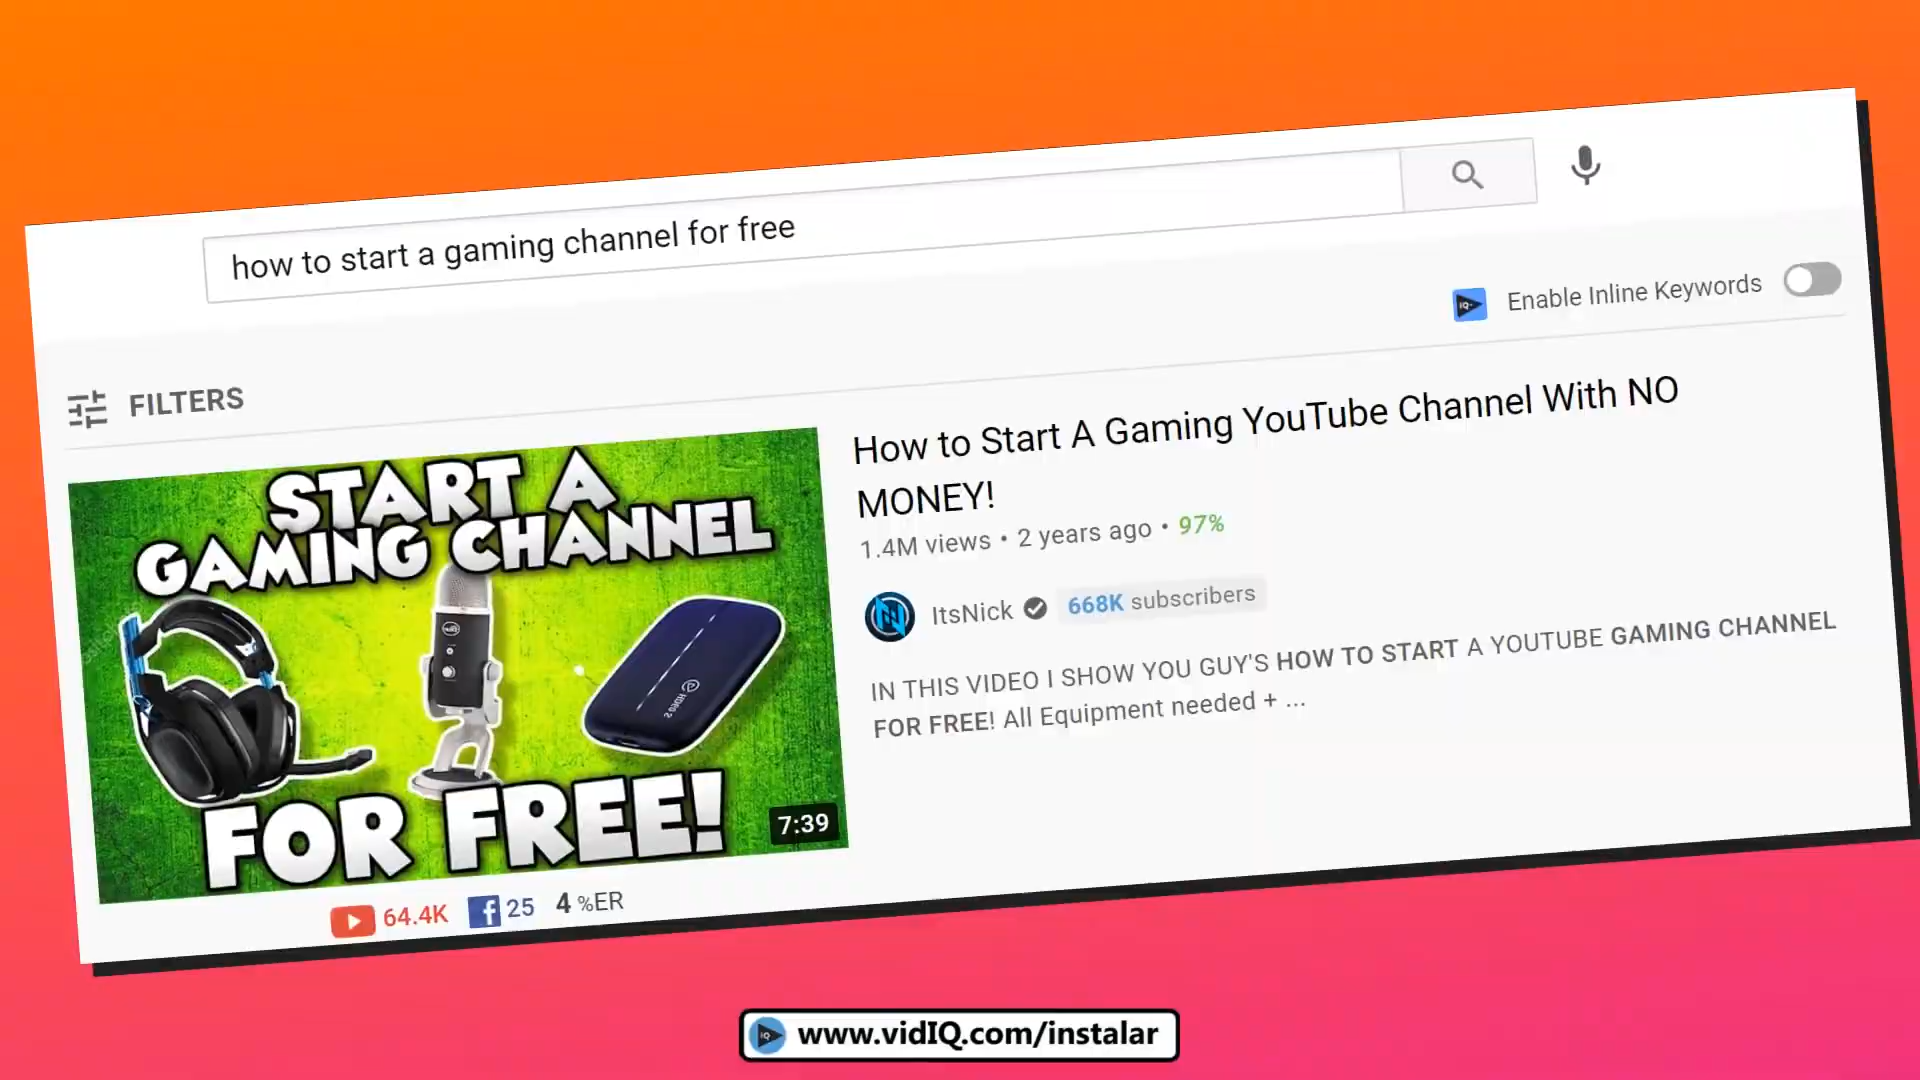 how to start a gaming channel for free
Enable Inline Keywords
FILTERS
START A
GAMING CHANNEL
FOR FREE!
7:39
How to Start A Gaming YouTube Channel With NO
MONEY!
1.4M views • 2 years ago • 97%
ItsNick 668K subscribers
IN THIS VIDEO I SHOW YOU GUY'S HOW TO START A YOUTUBE GAMING CHANNEL
FOR FREE! All Equipment needed + ...
64.4K 25 4 %ER
www.vidIQ.com/instalar